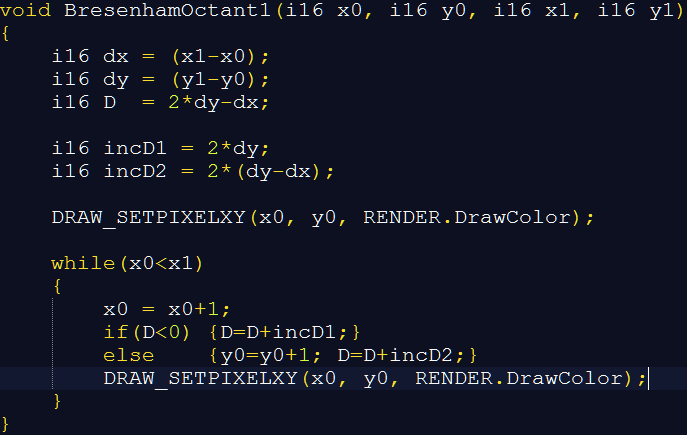 void BresenhamOctant1(i16 x0, i16 y0, i16 x1, i16 y1)
{
    i16 dx = (x1-x0);
    i16 dy = (y1-y0);
    i16 D  = 2*dy-dx;

    i16 incD1 = 2*dy;
    i16 incD2 = 2*(dy-dx);

    DRAW_SETPIXELXY(x0, y0, RENDER.DrawColor);

    while(x0<x1)
    {
        x0 = x0+1;
        if(D<0) {D=D+incD1;}
        else    {y0=y0+1; D=D+incD2;}
        DRAW_SETPIXELXY(x0, y0, RENDER.DrawColor);
    }
}